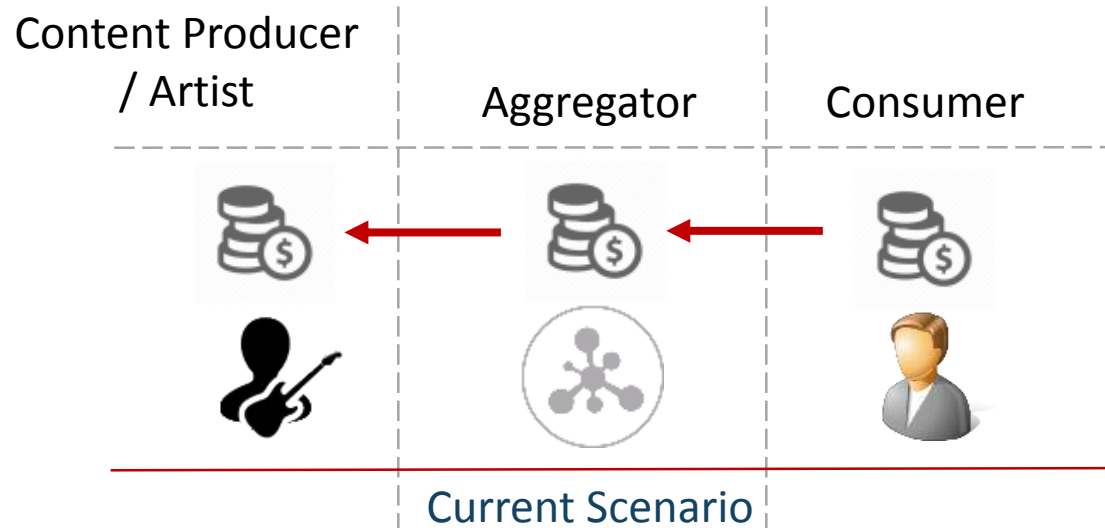 Content Producer
/ Artist
Aggregator
Consumer
$
$
$
Current Scenario